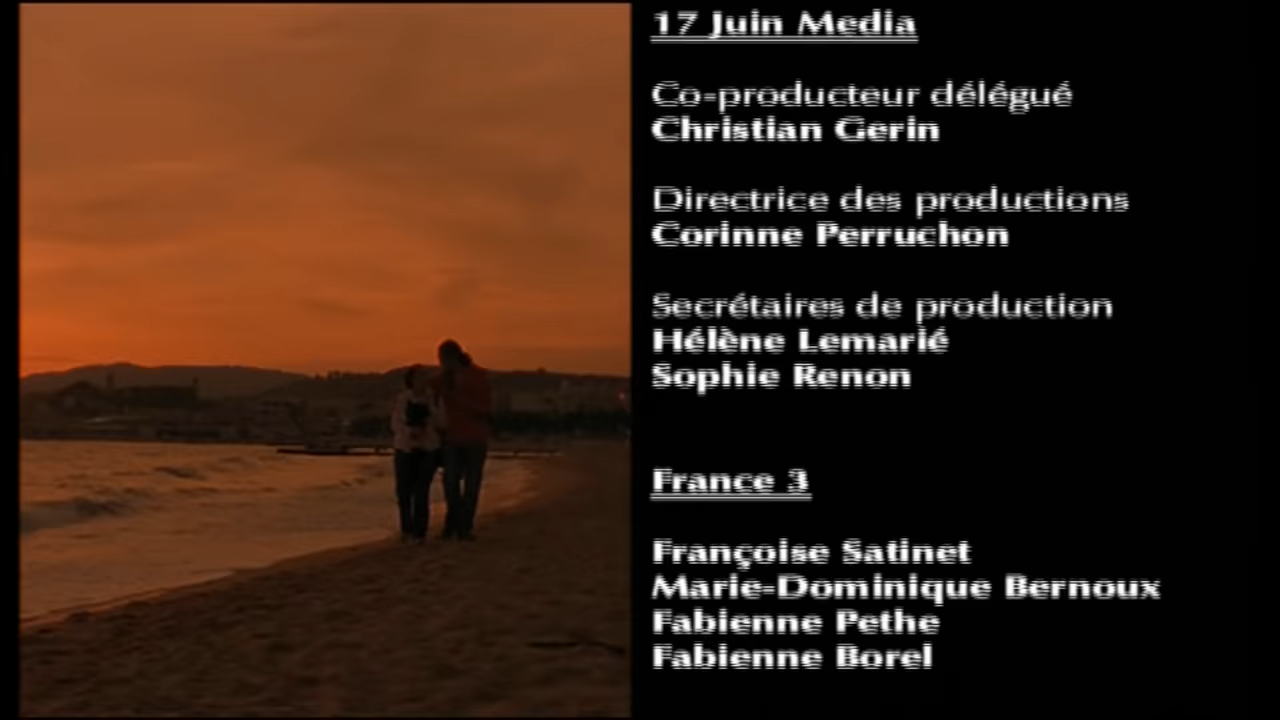 17 Juin Media
Co-producteur délégué
Christian Gerin
Directrice des productions
Corinne Perruchon
Secrétaires de production
Hélène Lemarié
Sophie Renon
France 3
Françoise Satinet
Marie-Dominique Bernoux
Fabienne Pethe
Fabienne Borel